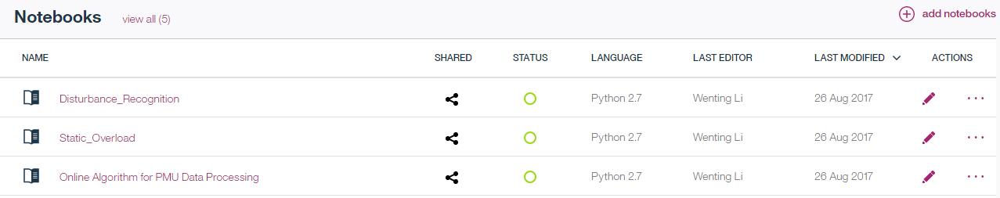 Notebooks view all (5) add notebooks
NAME SHARED STATUS LANGUAGE LAST EDITOR LAST MODIFIED ACTIONS
Disturbance_Recognition Python 2.7 Wenting Li 26 Aug 2017
Static_Overload Python 2.7 Wenting Li 26 Aug 2017
Online Algorithm for PMU Data Processing Python 2.7 Wenting Li 26 Aug 2017